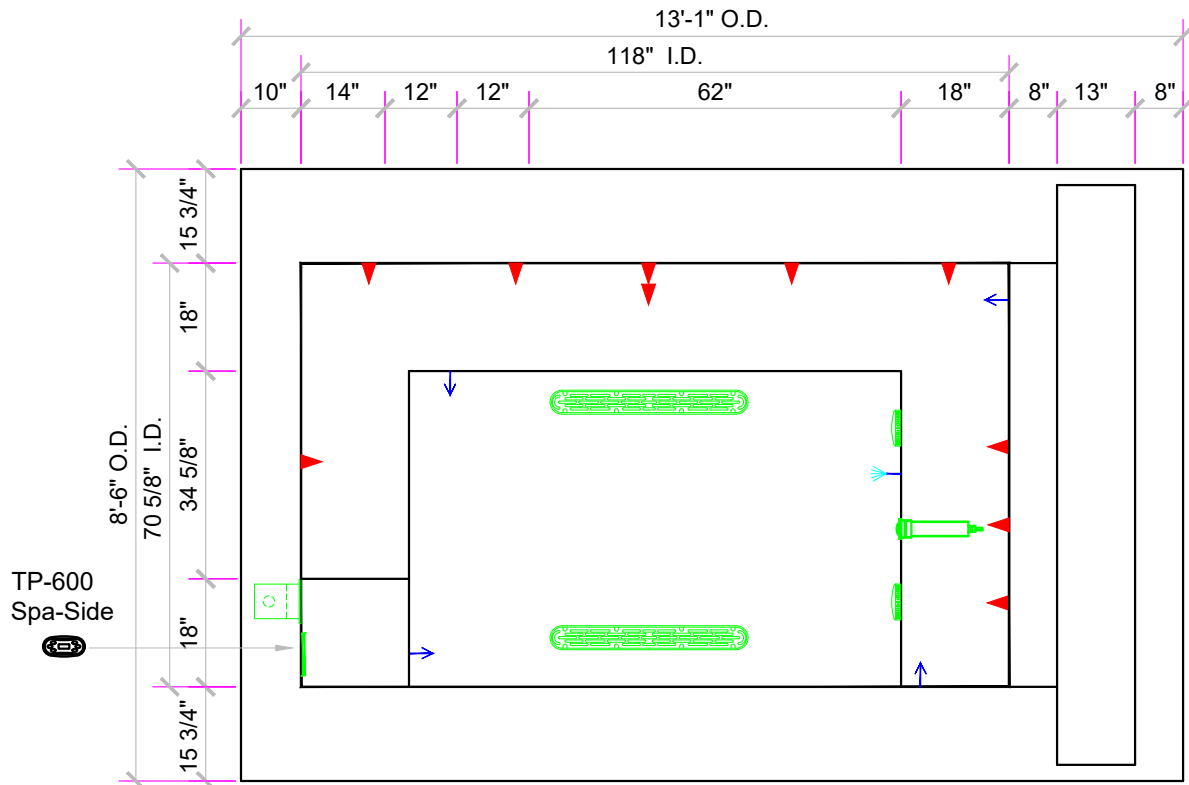 13'-1" O.D.
118" I.D.
10"
14"
12"
12"
62"
18"
8"
13"
8"
15 3/4"
18"
8'-6" O.D.
70 5/8" I.D.
34 5/8"
18"
15 3/4"
TP-600
Spa-Side